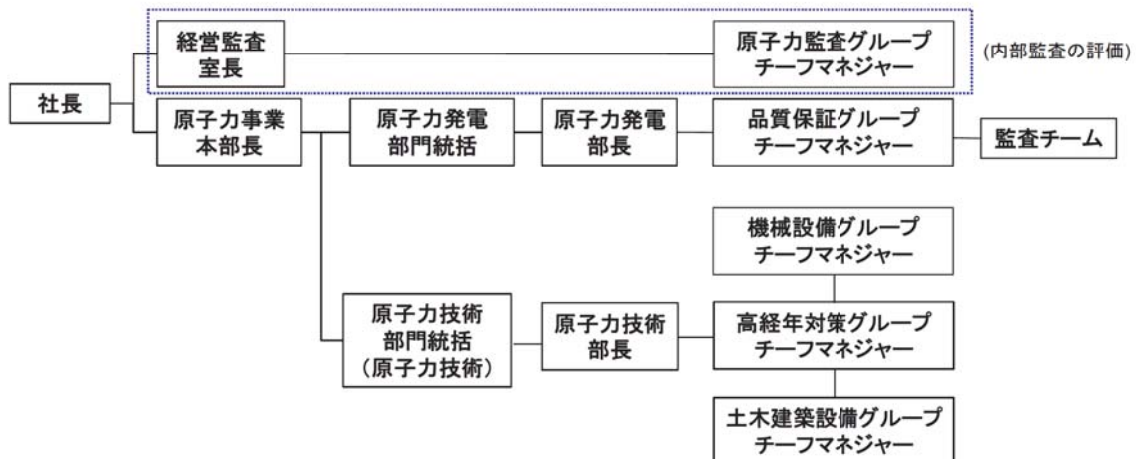 経営監査
室長
原子力監査グループ
チーフマネジャー
(内部監査の評価)
社長
原子力事業
本部長
原子力発電
部門統括
原子力発電
部長
品質保証グループ
チーフマネジャー
監査チーム
機械設備グループ
チーフマネジャー
原子力技術
部門統括
(原子力技術)
原子力技術
部長
高経年対策グループ
チーフマネジャー
土木建築設備グループ
チーフマネジャー